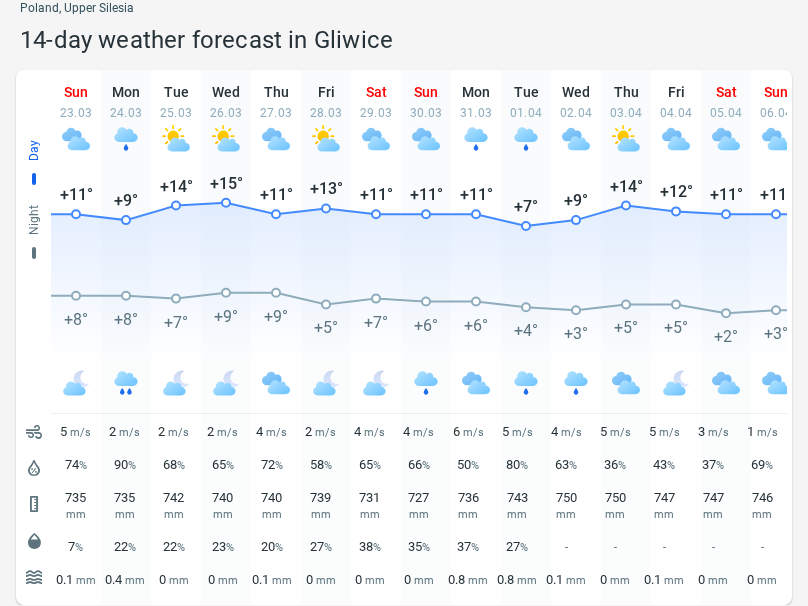 Poland, Upper Silesia
14-day weather forecast in Gliwice
Sun Mon Tue Wed Thu Fri Sat Sun Mon Tue Wed Thu Fri Sat Sun
23.03 24.03 25.03 26.03 27.03 28.03 29.03 30.03 31.03 01.04 02.04 03.04 04.04 05.04 06.04
Day
Night
+11° +9° +14° +15° +11° +13° +11° +11° +11° +7° +9° +14° +12° +11° +11
+8° +8° +7° +9° +9° +5° +7° +6° +6° +4° +3° +5° +5° +2° +3°
5 m/s 2 m/s 2 m/s 2 m/s 4 m/s 2 m/s 4 m/s 4 m/s 6 m/s 5 m/s 4 m/s 5 m/s 5 m/s 3 m/s 1 m/s
74% 90% 68% 65% 72% 58% 65% 66% 50% 80% 63% 36% 43% 37% 69%
735 735 742 740 740 739 731 727 736 743 750 750 747 747 746
mm mm mm mm mm mm mm mm mm mm mm mm mm mm mm
7% 22% 22% 23% 20% 27% 38% 35% 37% 27% - - - - -
0.1 mm 0.4 mm 0 mm 0 mm 0.1 mm 0 mm 0 mm 0 mm 0.8 mm 0.8 mm 0.1 mm 0 mm 0.1 mm 0 mm 0 mm